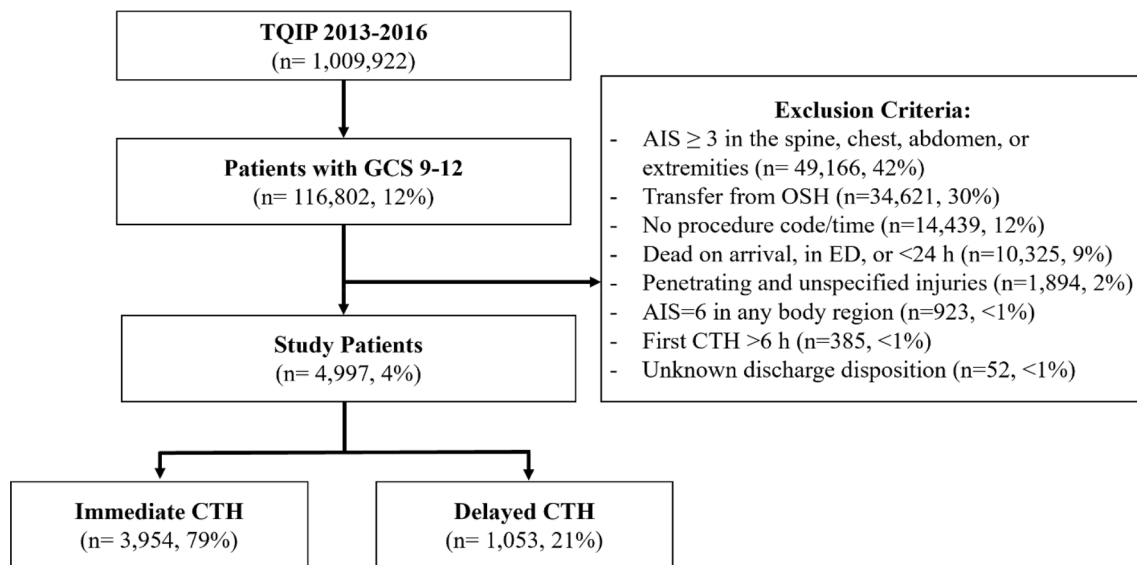 TQIP 2013-2016
(n= 1,009,922)
Patients with GCS 9-12
(n= 116,802, 12%)
Exclusion Criteria:
- AIS ≥ 3 in the spine, chest, abdomen, or
extremities (n= 49,166, 42%)
- Transfer from OSH (n=34,621, 30%)
- No procedure code/time (n=14,439, 12%)
- Dead on arrival, in ED, or <24 h (n=10,325, 9%)
- Penetrating and unspecified injuries (n=1,894, 2%)
- AIS=6 in any body region (n=923, <1%)
- First CTH >6 h (n=385, <1%)
- Unknown discharge disposition (n=52, <1%)
Study Patients
(n= 4,997, 4%)
Immediate CTH
(n= 3,954, 79%)
Delayed CTH
(n= 1,053, 21%)